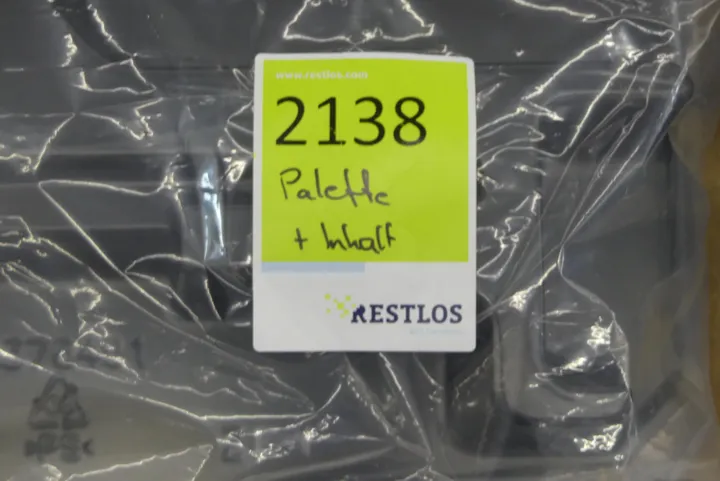 www.restlos.com
2138
Palette
+ Inhalt
RESTLOS